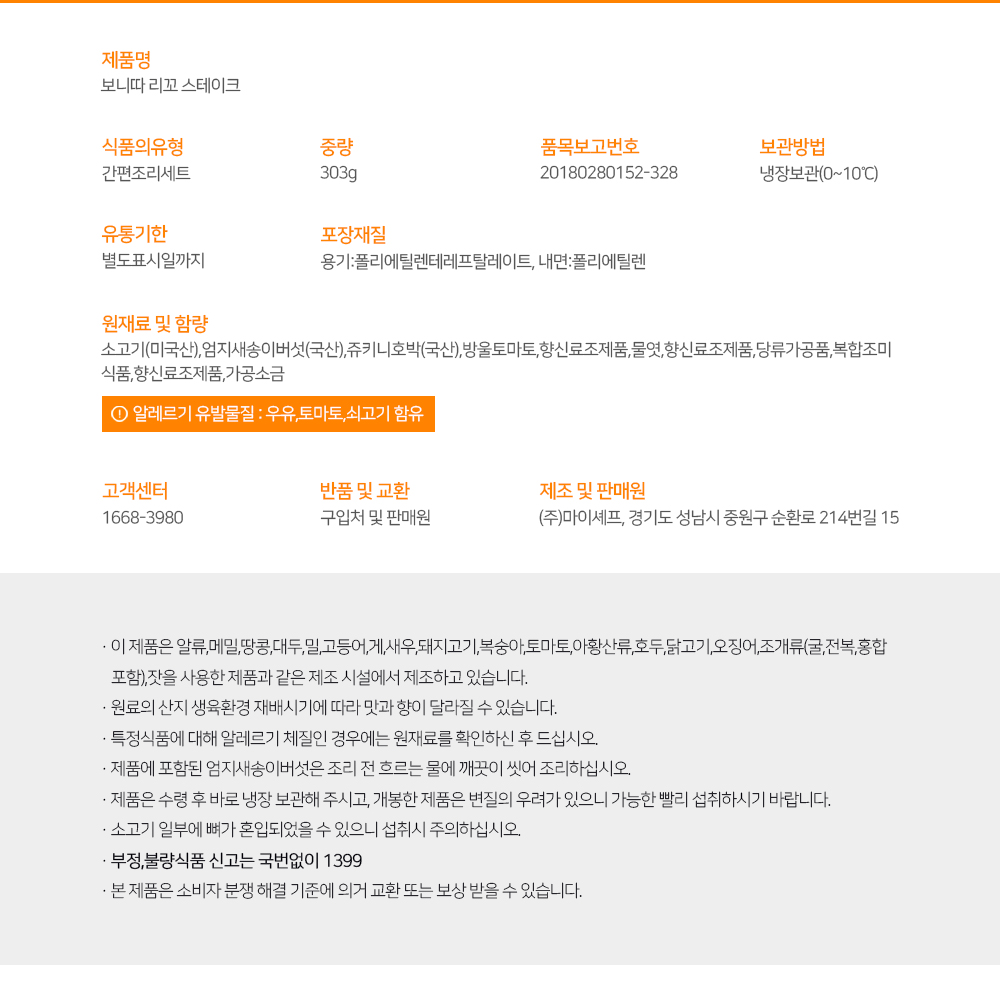 제품명
보니따 리꼬 스테이크
식품의유형
간편조리세트
중량
303g
품목보고번호
20180280152-328
보관방법
냉장보관(0~10℃)
유통기한
별도표시일까지
포장재질
용기:폴리에틸렌테레프탈레이트, 내면:폴리에틸렌
원재료 및 함량
소고기(미국산),엄지새송이버섯(국산),쥬키니호박(국산),방울토마토,향신료조제품,물엿,향신료조제품,당류가공품,복합조미
식품,향신료조제품,가공소금
알레르기 유발물질 : 우유,토마토,쇠고기 함유
고객센터
1668-3980
반품 및 교환
구입처 및 판매원
제조 및 판매원
(주)마이셰프, 경기도 성남시 중원구 순환로 214번길 15
· 이 제품은 알류,메밀,땅콩,대두,밀,고등어,게,새우,돼지고기,복숭아,토마토,아황산류,호두,닭고기,오징어,조개류(굴,전복,홍합
포함),잣을 사용한 제품과 같은 제조 시설에서 제조하고 있습니다.
· 원료의 산지 생육환경 재배시기에 따라 맛과 향이 달라질 수 있습니다.
· 특정식품에 대해 알레르기 체질인 경우에는 원재료를 확인하신 후 드십시오.
· 제품에 포함된 엄지새송이버섯은 조리 전 흐르는 물에 깨끗이 씻어 조리하십시오.
· 제품은 수령 후 바로 냉장 보관해 주시고, 개봉한 제품은 변질의 우려가 있으니 가능한 빨리 섭취하시기 바랍니다.
· 소고기 일부에 뼈가 혼입되었을 수 있으니 섭취시 주의하십시오.
· 부정,불량식품 신고는 국번없이 1399
· 본 제품은 소비자 분쟁 해결 기준에 의거 교환 또는 보상 받을 수 있습니다.